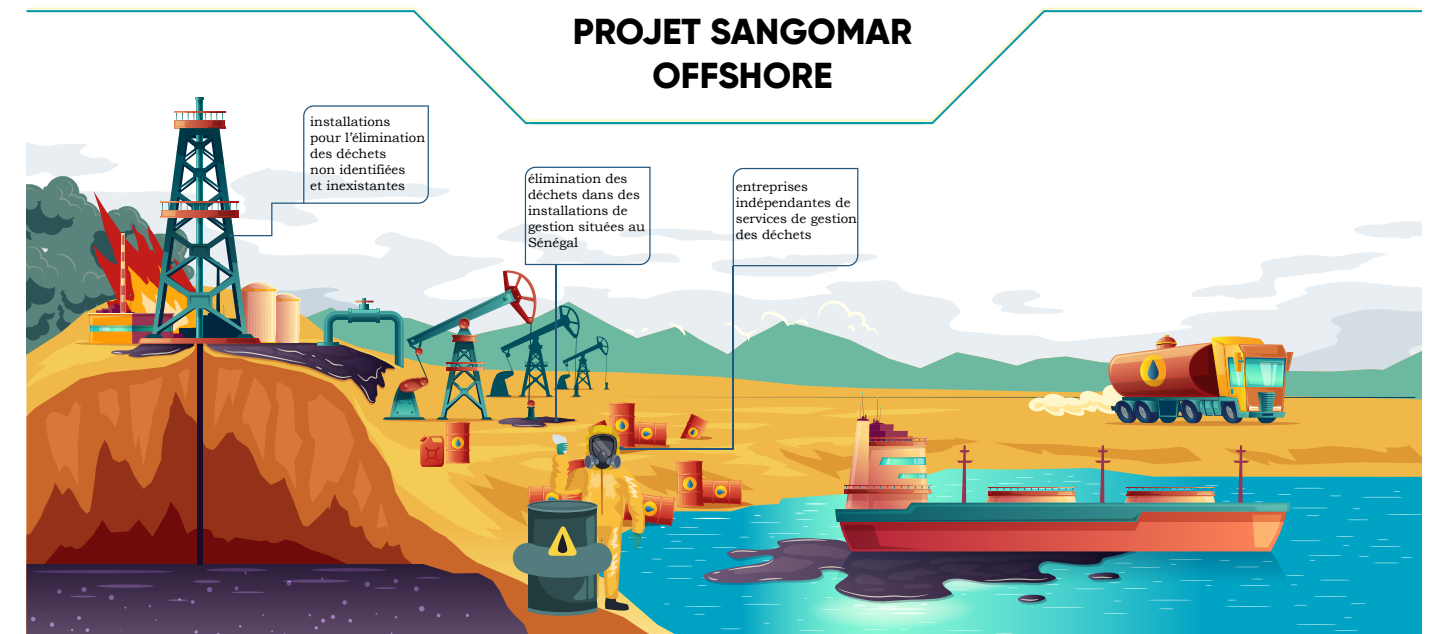 PROJET SANGOMAR
OFFSHORE
installations
pour l'élimination
des déchets
non identifiées
et inexistantes
élimination des
déchets dans des
installations de
gestion situées au
Sénégal
entreprises
indépendantes de
services de gestion
des déchets